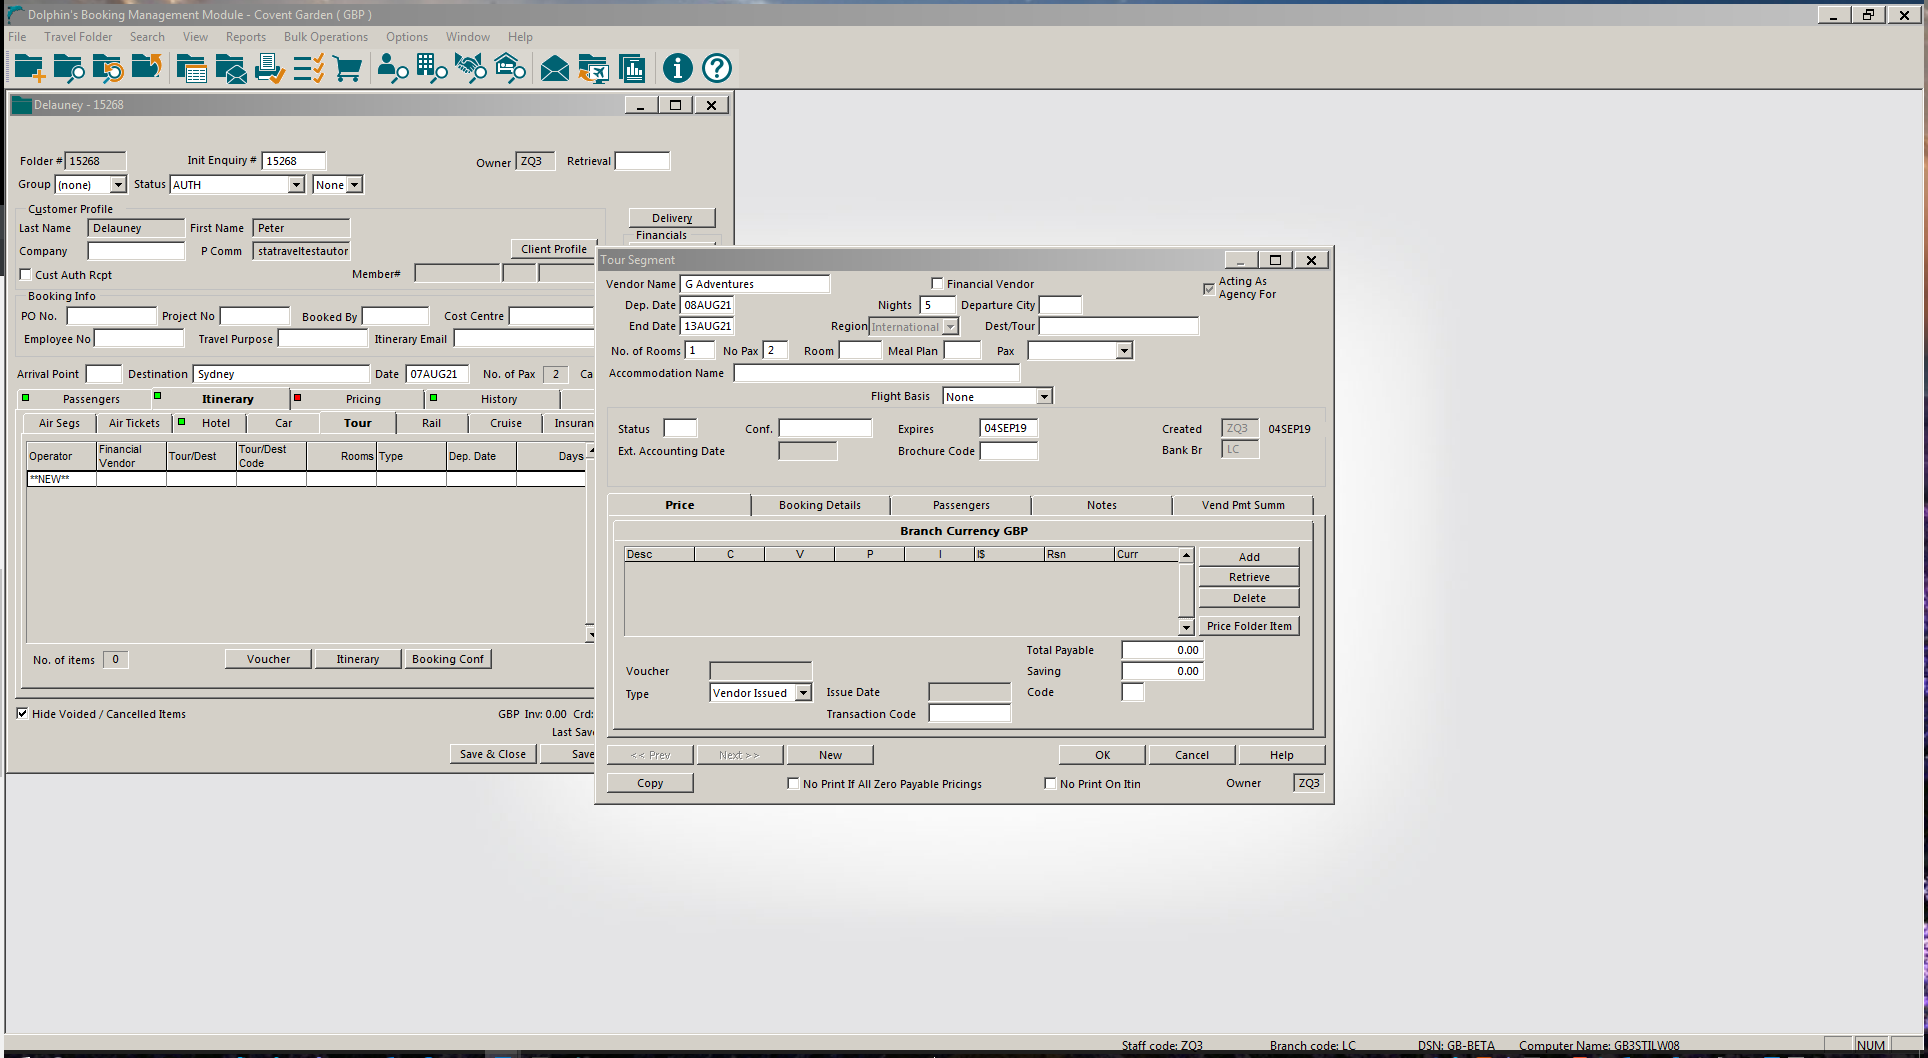 Dolphin's Booking Management Module - Covent Garden ( GBP )
File Travel Folder Search View Reports Bulk Operations Options Window Help
Delauney - 15268
Folder # 15268 Init Enquiry # 15268 Owner ZQ3 Retrieval
Group (none) Status AUTH None
Customer Profile
Last Name Delauney First Name Peter
Company P Comm statraveltestautor
Cust Auth Rcpt Member#
Delivery
Financials
Client Profile
Booking Info
PO No. Project No Booked By Cost Centre
Employee No Travel Purpose Itinerary Email
Arrival Point Destination Sydney Date 07AUG21 No. of Pax 2 Ca
Passengers Itinerary Pricing History
Air Segs Air Tickets Hotel Car Tour Rail Cruise Insuran
Operator Financial Vendor Tour/Dest Tour/Dest Code Rooms Type Dep. Date Days
**NEW**
No. of items 0 Voucher Itinerary Booking Conf
Hide Voided / Cancelled Items GBP Inv: 0.00 Crd:
Last Save
Save & Close Save
Tour Segment
Vendor Name G Adventures Financial Vendor Acting As Agency For
Dep. Date 08AUG21 Nights 5 Departure City
End Date 13AUG21 Region International Dest/Tour
No. of Rooms 1 No Pax 2 Room Meal Plan Pax
Accommodation Name
Flight Basis None
Status Conf. Expires 04SEP19 Created ZQ3 04SEP19
Ext. Accounting Date Brochure Code Bank Br LC
Price Booking Details Passengers Notes Vend Pmt Summ
Branch Currency GBP
Desc C V P I I$ Rsn Curr
Add
Retrieve
Delete
Price Folder Item
Total Payable 0.00
Voucher Saving 0.00
Type Vendor Issued Issue Date Code
Transaction Code
<< Prev Next >> New OK Cancel Help
Copy No Print If All Zero Payable Pricings No Print On Itin Owner ZQ3
Staff code: ZQ3 Branch code: LC DSN: GB-BETA Computer Name: GB3STILW08 NUM